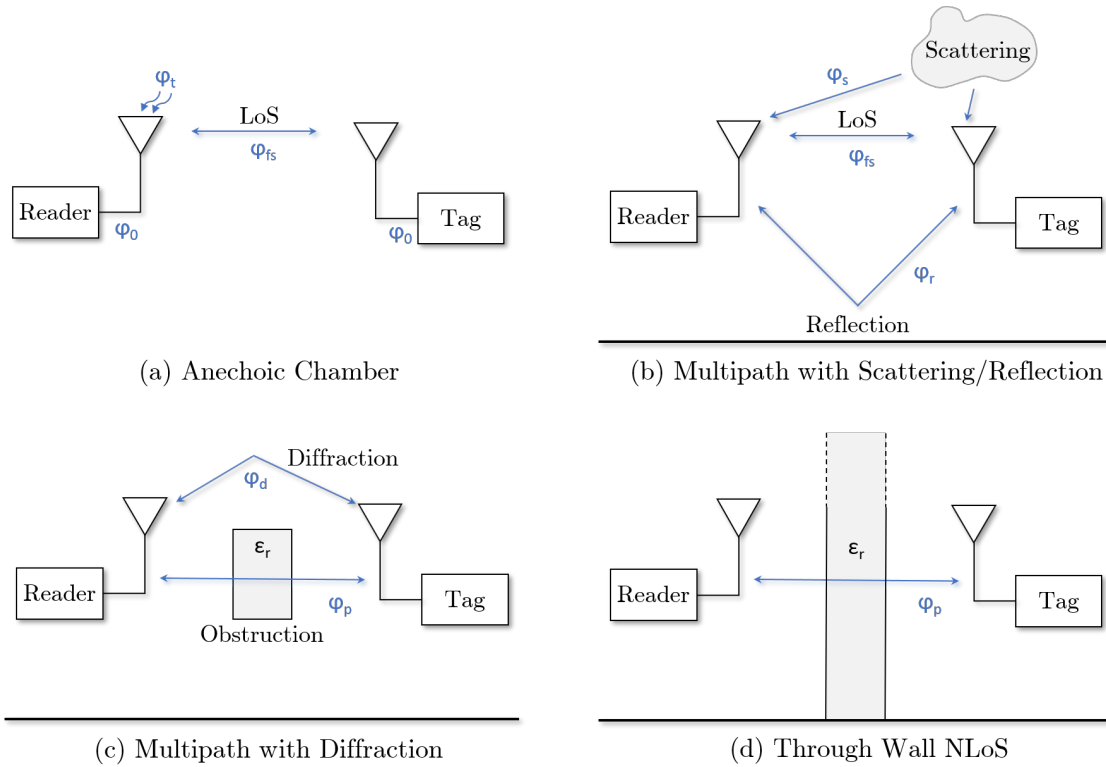 φt
LoS
φfs
Reader
φ0
φ0
Tag
(a) Anechoic Chamber
Scattering
φs
LoS
φfs
Reader
Tag
φr
Reflection
(b) Multipath with Scattering/Reflection
Diffraction
φd
εr
Reader
φp
Tag
Obstruction
(c) Multipath with Diffraction
εr
Reader
φp
Tag
(d) Through Wall NLoS